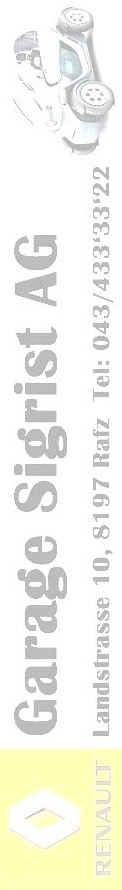 Garage Sigrist AG
Landstrasse 10, 8197 Rafz Tel: 043/433'33'22
RENAULT